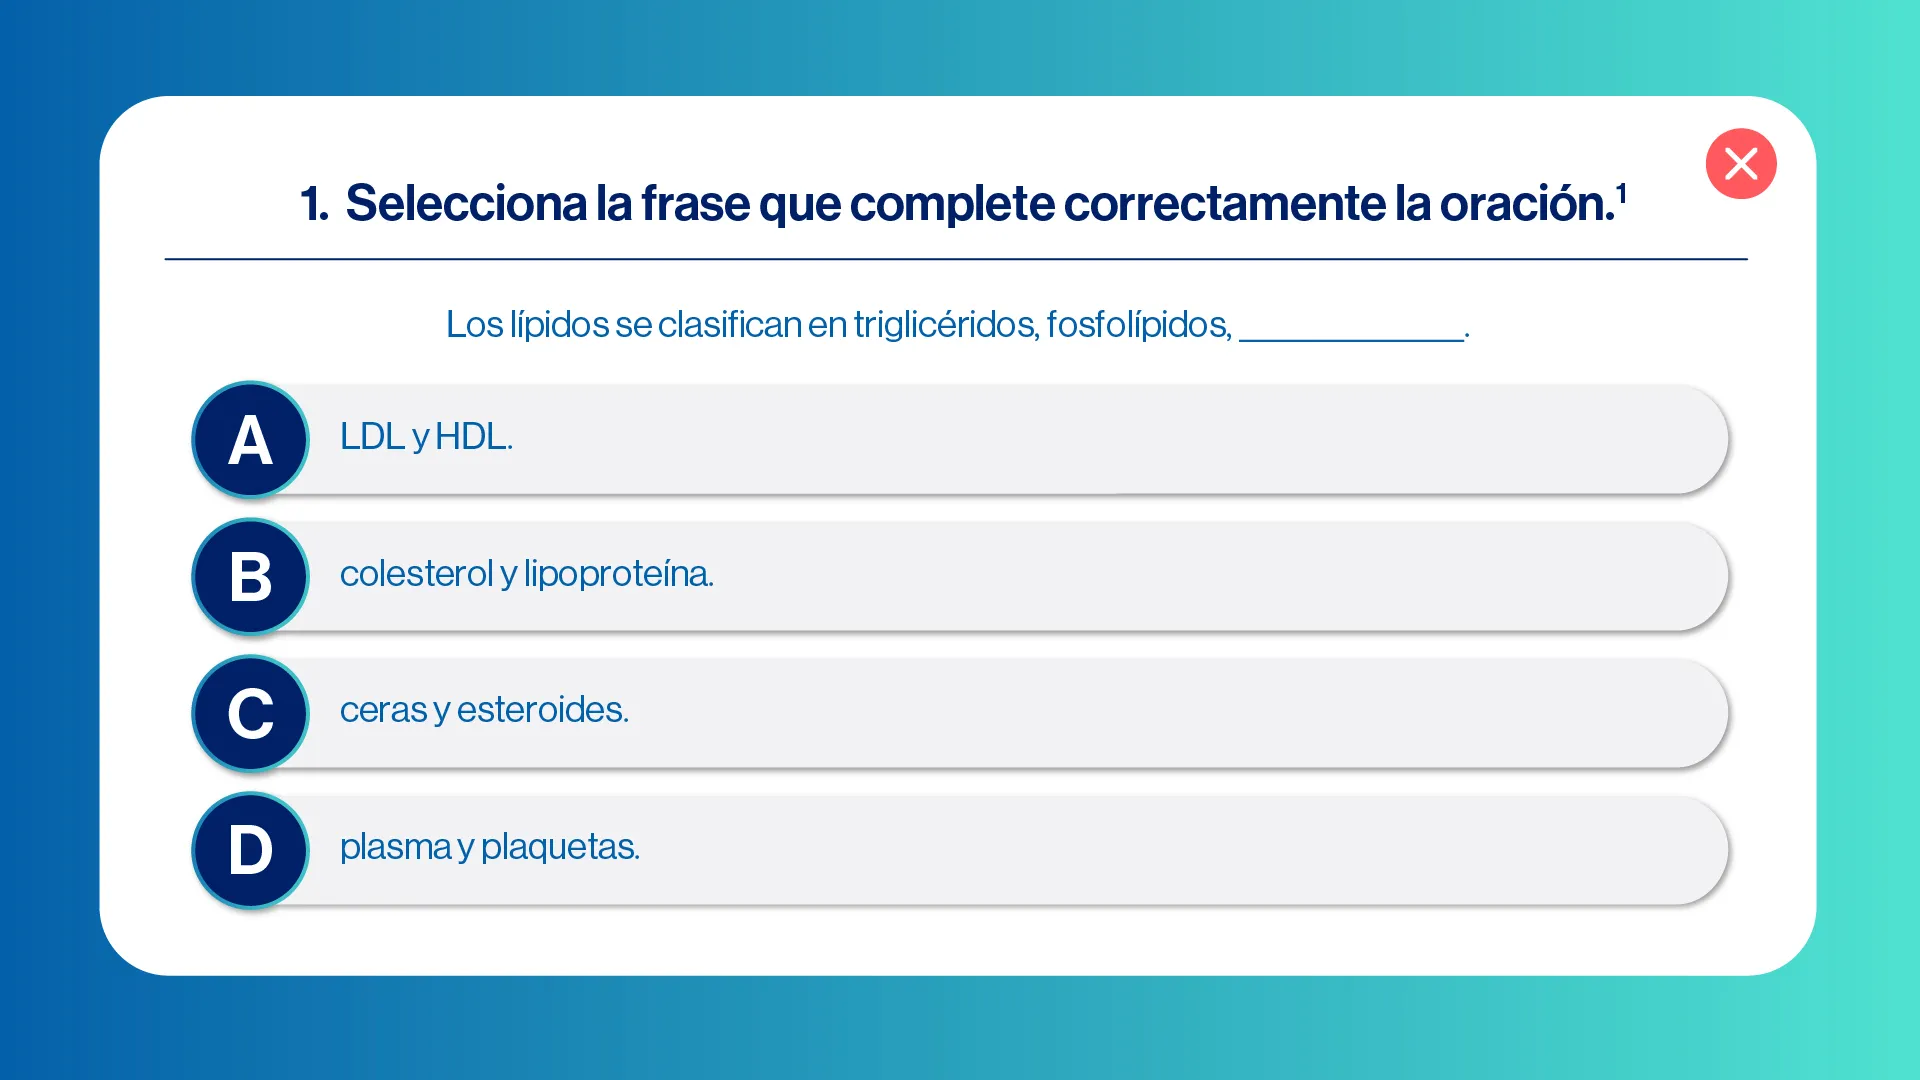 1. Selecciona la frase que complete correctamente la oración.¹
Los lípidos se clasifican en triglicéridos, fosfolípidos, ____________.
A LDL y HDL.
B colesterol y lipoproteína.
C ceras y esteroides.
D plasma y plaquetas.